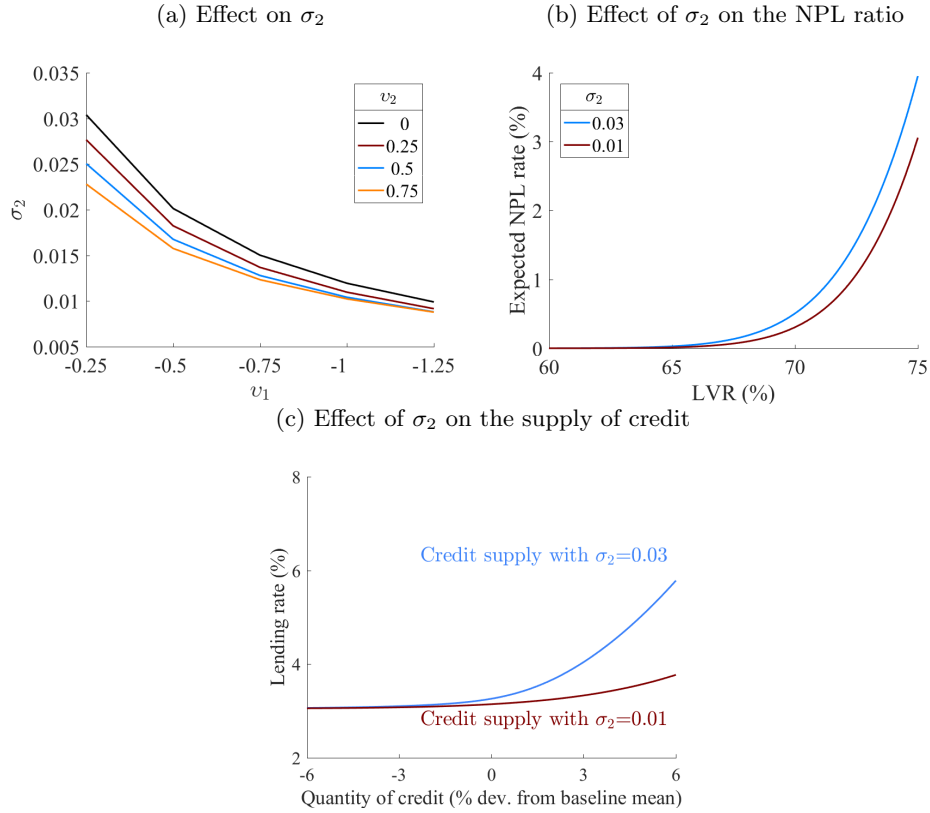 (a) Effect on σ₂
0.035
0.03
0.025
0.02
0.015
0.01
0.005
σ₂
-0.25 -0.5 -0.75 -1 -1.25
υ₁
υ₂
0
0.25
0.5
0.75
(b) Effect of σ₂ on the NPL ratio
4
3
2
1
0
Expected NPL rate (%)
60 65 70 75
LVR (%)
σ₂
0.03
0.01
(c) Effect of σ₂ on the supply of credit
8
6
4
2
Lending rate (%)
Credit supply with σ₂=0.03
Credit supply with σ₂=0.01
-6 -3 0 3 6
Quantity of credit (% dev. from baseline mean)